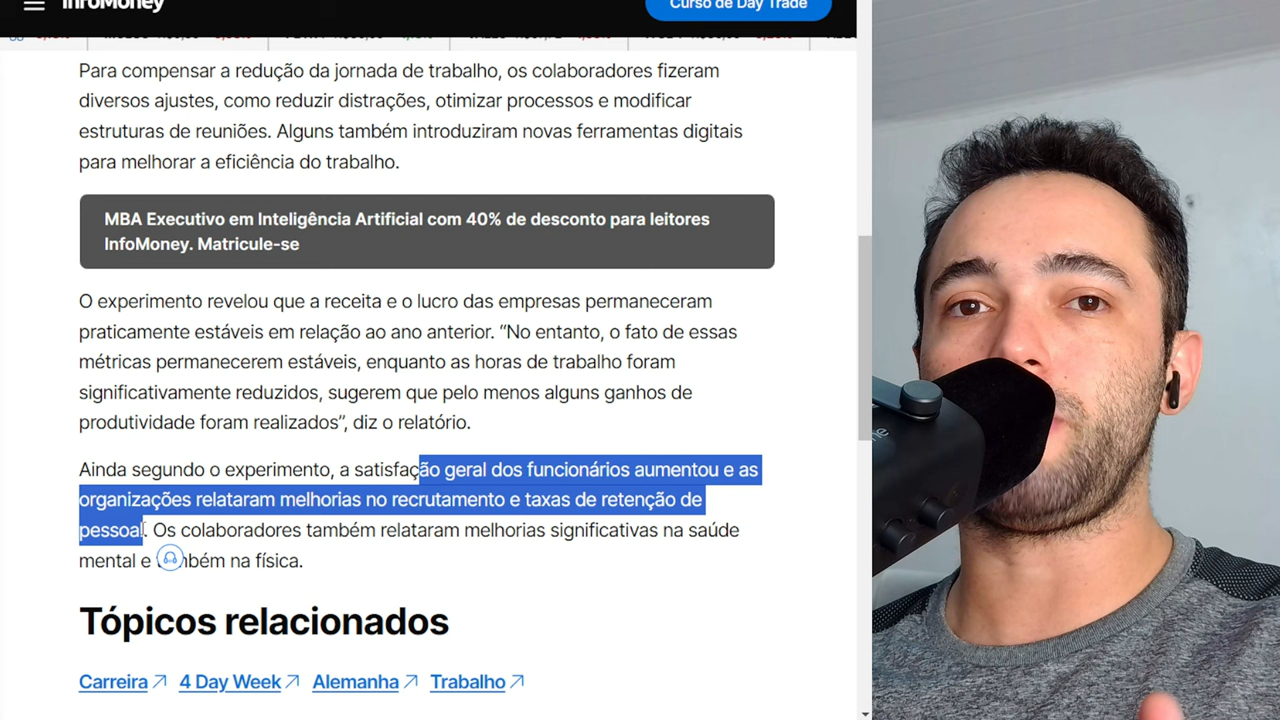 InfoMoney
Curso de Day Trade
Para compensar a redução da jornada de trabalho, os colaboradores fizeram
diversos ajustes, como reduzir distrações, otimizar processos e modificar
estruturas de reuniões. Alguns também introduziram novas ferramentas digitais
para melhorar a eficiência do trabalho.
MBA Executivo em Inteligência Artificial com 40% de desconto para leitores
InfoMoney. Matricule-se
O experimento revelou que a receita e o lucro das empresas permaneceram
praticamente estáveis em relação ao ano anterior. “No entanto, o fato de essas
métricas permanecerem estáveis, enquanto as horas de trabalho foram
significativamente reduzidos, sugerem que pelo menos alguns ganhos de
produtividade foram realizados”, diz o relatório.
Ainda segundo o experimento, a satisfação geral dos funcionários aumentou e as
organizações relataram melhorias no recrutamento e taxas de retenção de
pessoal. Os colaboradores também relataram melhorias significativas na saúde
mental e também na física.
Tópicos relacionados
Carreira 4 Day Week Alemanha Trabalho